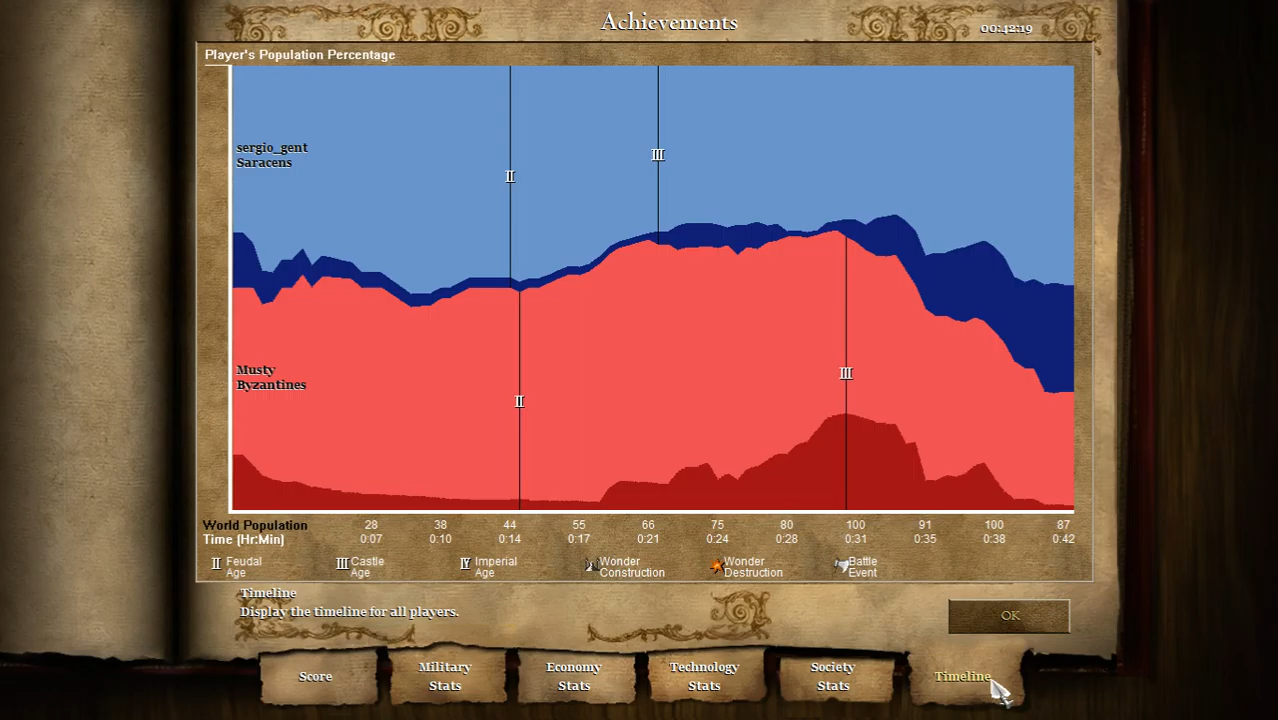 Achievements
00:42:19
Player's Population Percentage
sergio_gent
Saracens
II
III
Musty
Byzantines
III
II
World Population 28 38 44 55 66 75 80 100 91 100 87
Time [Hr:Min] 0:07 0:10 0:14 0:17 0:21 0:24 0:28 0:31 0:35 0:38 0:42
II Feudal Age
III Castle Age
IV Imperial Age
Wonder Construction
Wonder Destruction
Battle Event
Timeline
Display the timeline for all players.
OK
Score
Military Stats
Economy Stats
Technology Stats
Society Stats
Timeline